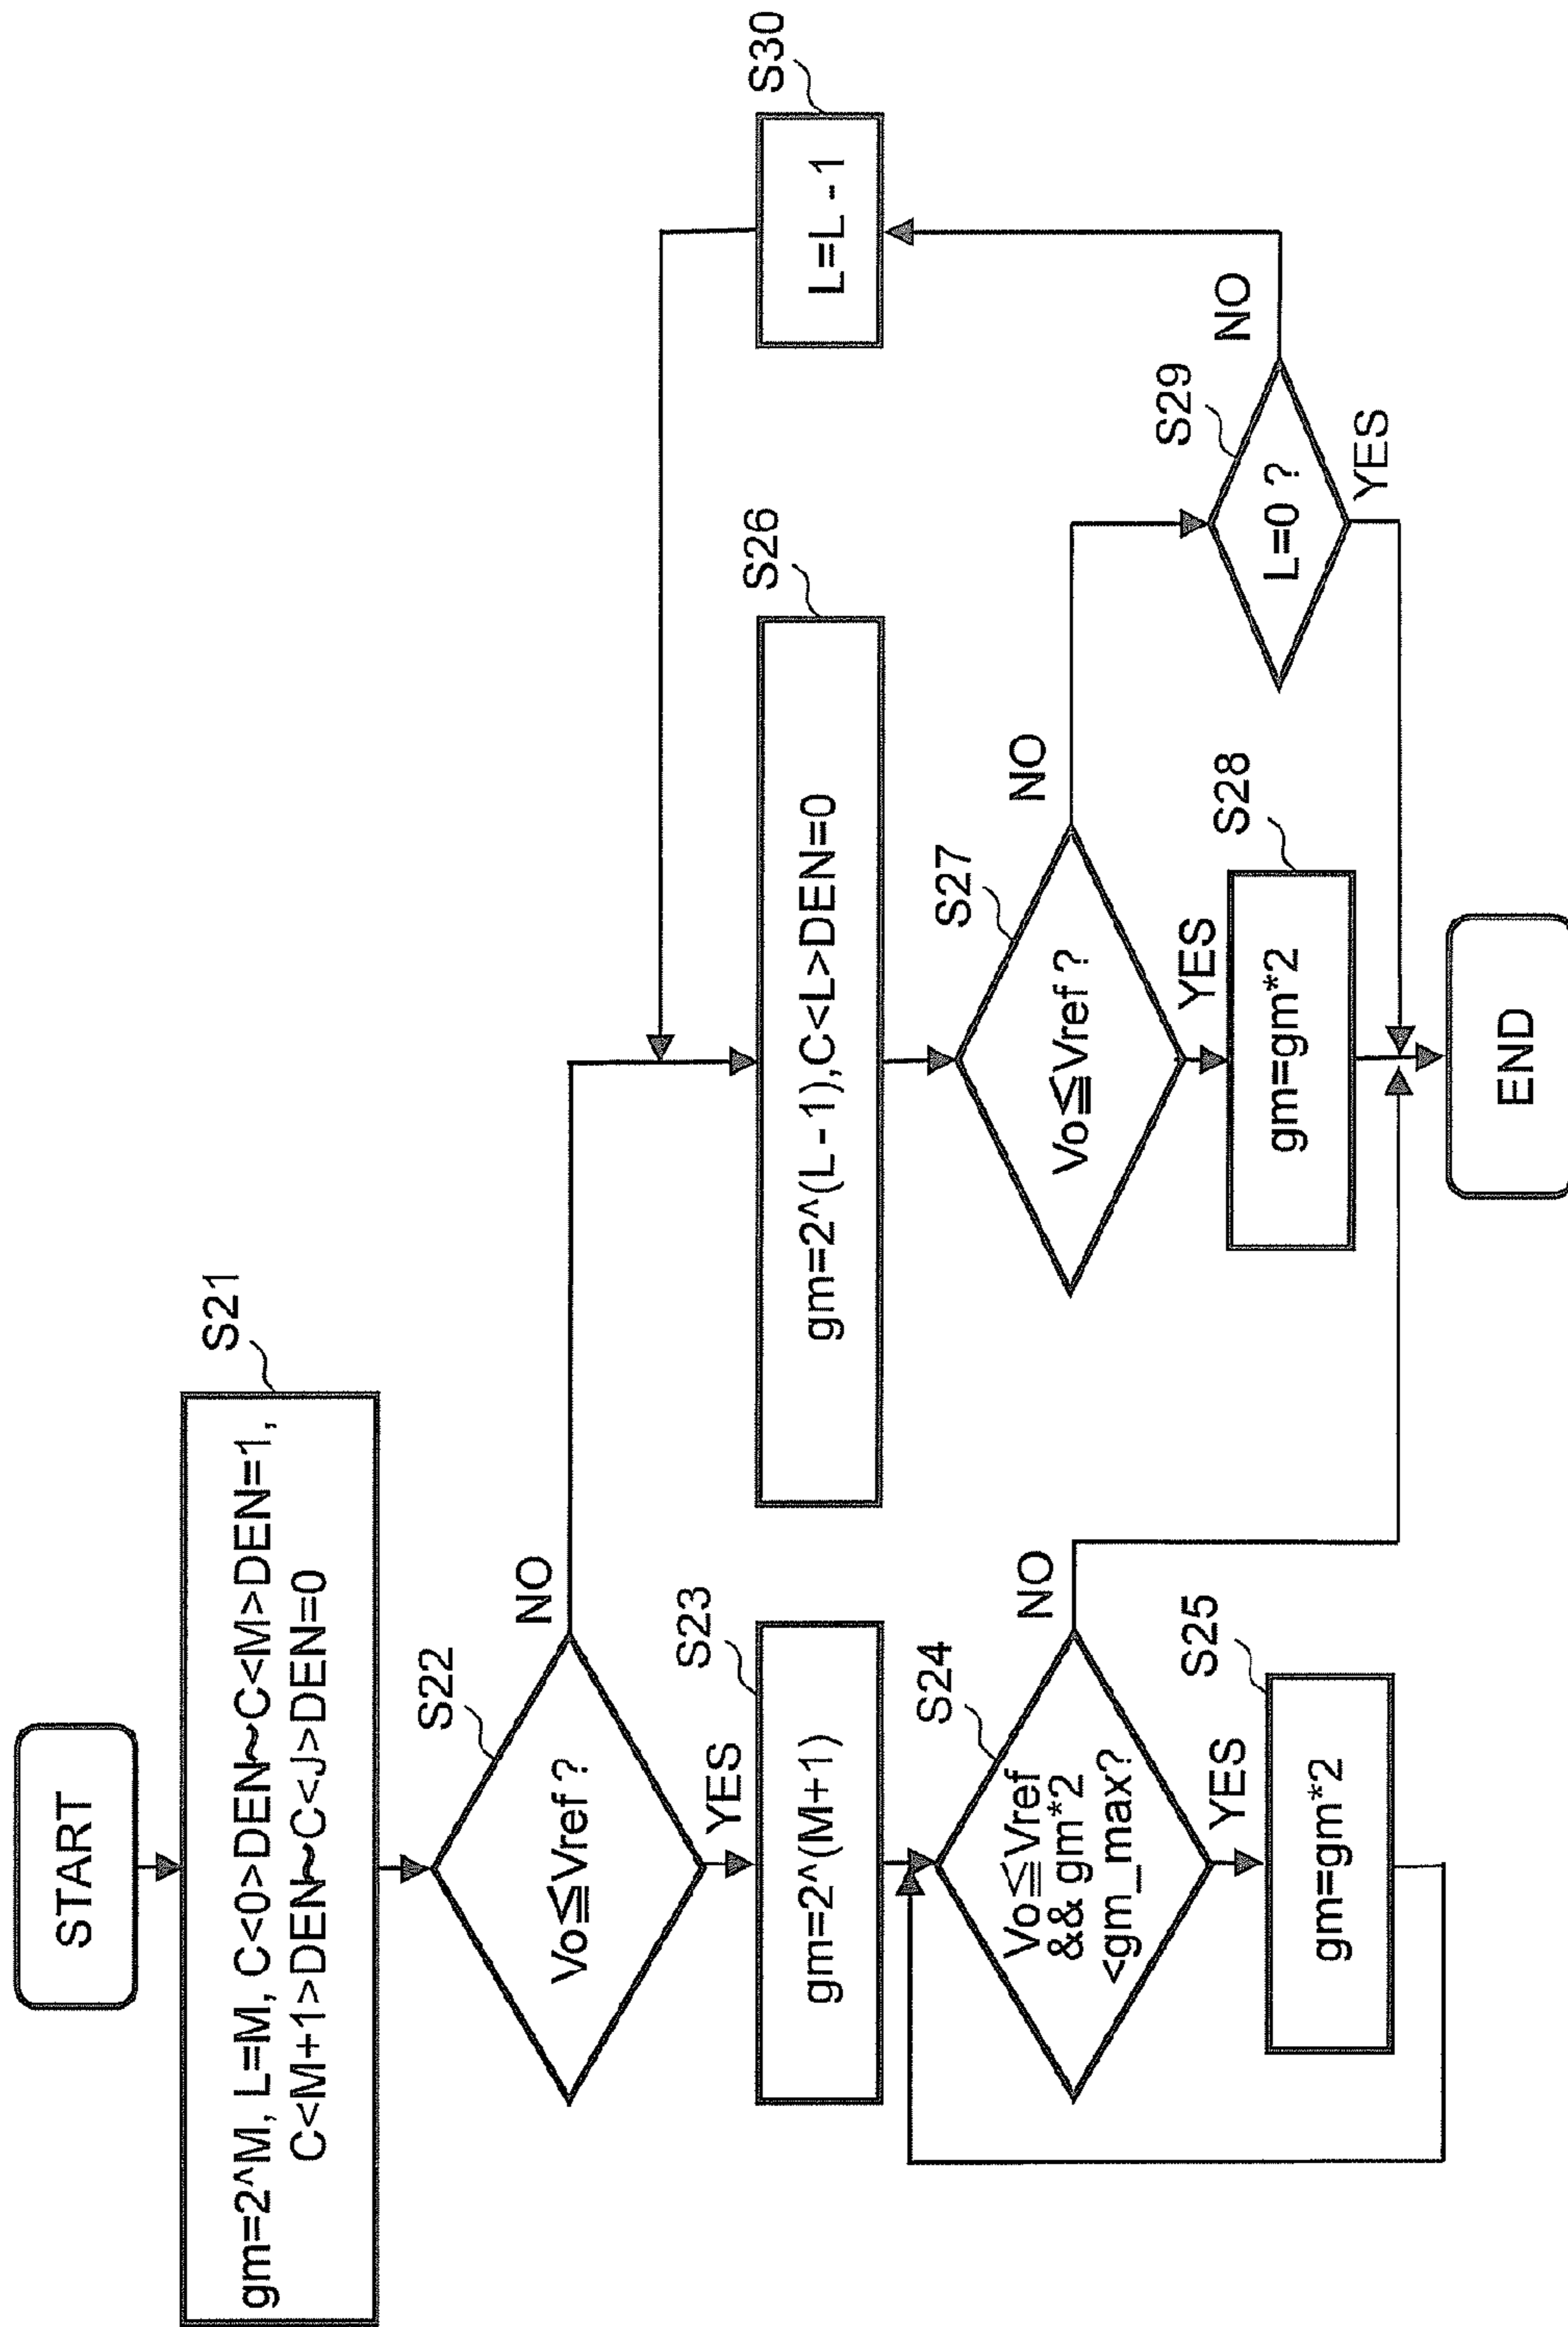 START
S21
gm=2^M, L=M, C<0>DEN~C<M>DEN=1,
C<M+1>DEN~C<J>DEN=0
S22
Vo≦Vref ?
NO
YES
S23
gm=2^(M+1)
S24
Vo≦Vref
&& gm*2
<gm_max?
NO
YES
S25
gm=gm*2
S26
gm=2^(L-1),C<L>DEN=0
S27
Vo≦Vref ?
NO
YES
S28
gm=gm*2
S29
L=0 ?
NO
YES
S30
L=L -1
END